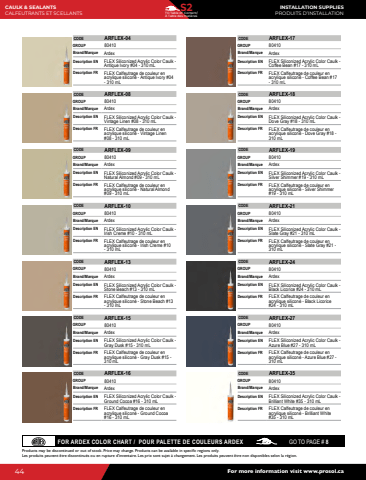 CAULK & SEALANTS
CALFEUTRANTS ET SCELLANTS
S2
INSTALLATION SUPPLIES
PRODUITS D'INSTALLATION
CODE ARFLEX-04
GROUP 80410
Brand/Marque Ardex
Description EN FLEX Siliconized Acrylic Color Caulk -
Antique Ivory #04 - 310 mL
Description FR FLEX Calfeutrage de couleur en
acrylique siliconé - Antique Ivory #04
- 310 mL
CODE ARFLEX-08
GROUP 80410
Brand/Marque Ardex
Description EN FLEX Siliconized Acrylic Color Caulk -
Vintage Linen #08 - 310 mL
Description FR FLEX Calfeutrage de couleur en
acrylique siliconé - Vintage Linen
#08 - 310 mL
CODE ARFLEX-09
GROUP 80410
Brand/Marque Ardex
Description EN FLEX Siliconized Acrylic Color Caulk -
Natural Almond #09 - 310 mL
Description FR FLEX Calfeutrage de couleur en
acrylique siliconé - Natural Almond
#09 - 310 mL
CODE ARFLEX-10
GROUP 80410
Brand/Marque Ardex
Description EN FLEX Siliconized Acrylic Color Caulk -
Irish Creme #10 - 310 mL
Description FR FLEX Calfeutrage de couleur en
acrylique siliconé - Irish Creme #10
- 310 mL
CODE ARFLEX-13
GROUP 80410
Brand/Marque Ardex
Description EN FLEX Siliconized Acrylic Color Caulk -
Stone Beach #13 - 310 mL
Description FR FLEX Calfeutrage de couleur en
acrylique siliconé - Stone Beach #13
- 310 mL
CODE ARFLEX-15
GROUP 80410
Brand/Marque Ardex
Description EN FLEX Siliconized Acrylic Color Caulk -
Gray Dusk #15 - 310 mL
Description FR FLEX Calfeutrage de couleur en
acrylique siliconé - Gray Dusk #15 -
310 mL
CODE ARFLEX-16
GROUP 80410
Brand/Marque Ardex
Description EN FLEX Siliconized Acrylic Color Caulk -
Ground Cocoa #16 - 310 mL
Description FR FLEX Calfeutrage de couleur en
acrylique siliconé - Ground Cocoa
#16 - 310 mL
CODE ARFLEX-17
GROUP 80410
Brand/Marque Ardex
Description EN FLEX Siliconized Acrylic Color Caulk -
Coffee Bean #17 - 310 mL
Description FR FLEX Calfeutrage de couleur en
acrylique siliconé - Coffee Bean #17
- 310 mL
CODE ARFLEX-18
GROUP 80410
Brand/Marque Ardex
Description EN FLEX Siliconized Acrylic Color Caulk -
Dove Gray #18 - 310 mL
Description FR FLEX Calfeutrage de couleur en
acrylique siliconé - Dove Gray #18 -
310 mL
CODE ARFLEX-19
GROUP 80410
Brand/Marque Ardex
Description EN FLEX Siliconized Acrylic Color Caulk -
Silver Shimmer #19 - 310 mL
Description FR FLEX Calfeutrage de couleur en
acrylique siliconé - Silver Shimmer
#19 - 310 mL
CODE ARFLEX-21
GROUP 80410
Brand/Marque Ardex
Description EN FLEX Siliconized Acrylic Color Caulk -
Slate Gray #21 - 310 mL
Description FR FLEX Calfeutrage de couleur en
acrylique siliconé - Slate Gray #21 -
310 mL
CODE ARFLEX-24
GROUP 80410
Brand/Marque Ardex
Description EN FLEX Siliconized Acrylic Color Caulk -
Black Licorice #24 - 310 mL
Description FR FLEX Calfeutrage de couleur en
acrylique siliconé - Black Licorice
#24 - 310 mL
CODE ARFLEX-27
GROUP 80410
Brand/Marque Ardex
Description EN FLEX Siliconized Acrylic Color Caulk -
Azure Blue #27 - 310 mL
Description FR FLEX Calfeutrage de couleur en
acrylique siliconé - Azure Blue #27 -
310 mL
CODE ARFLEX-35
GROUP 80410
Brand/Marque Ardex
Description EN FLEX Siliconized Acrylic Color Caulk -
Brilliant White #35 - 310 mL
Description FR FLEX Calfeutrage de couleur en
acrylique siliconé - Brilliant White
#35 - 310 mL
FOR ARDEX COLOR CHART / POUR PALETTE DE COULEURS ARDEX GO TO PAGE # 8
Products may be discontinued or out of stock. Price may change. Products can be available in specific regions only.
Les produits peuvent être discontinués ou en rupture d'inventaire. Les prix sont sujets à changement. Les produits peuvent être non disponibles selon la région.
44 For more information visit www.prosol.ca